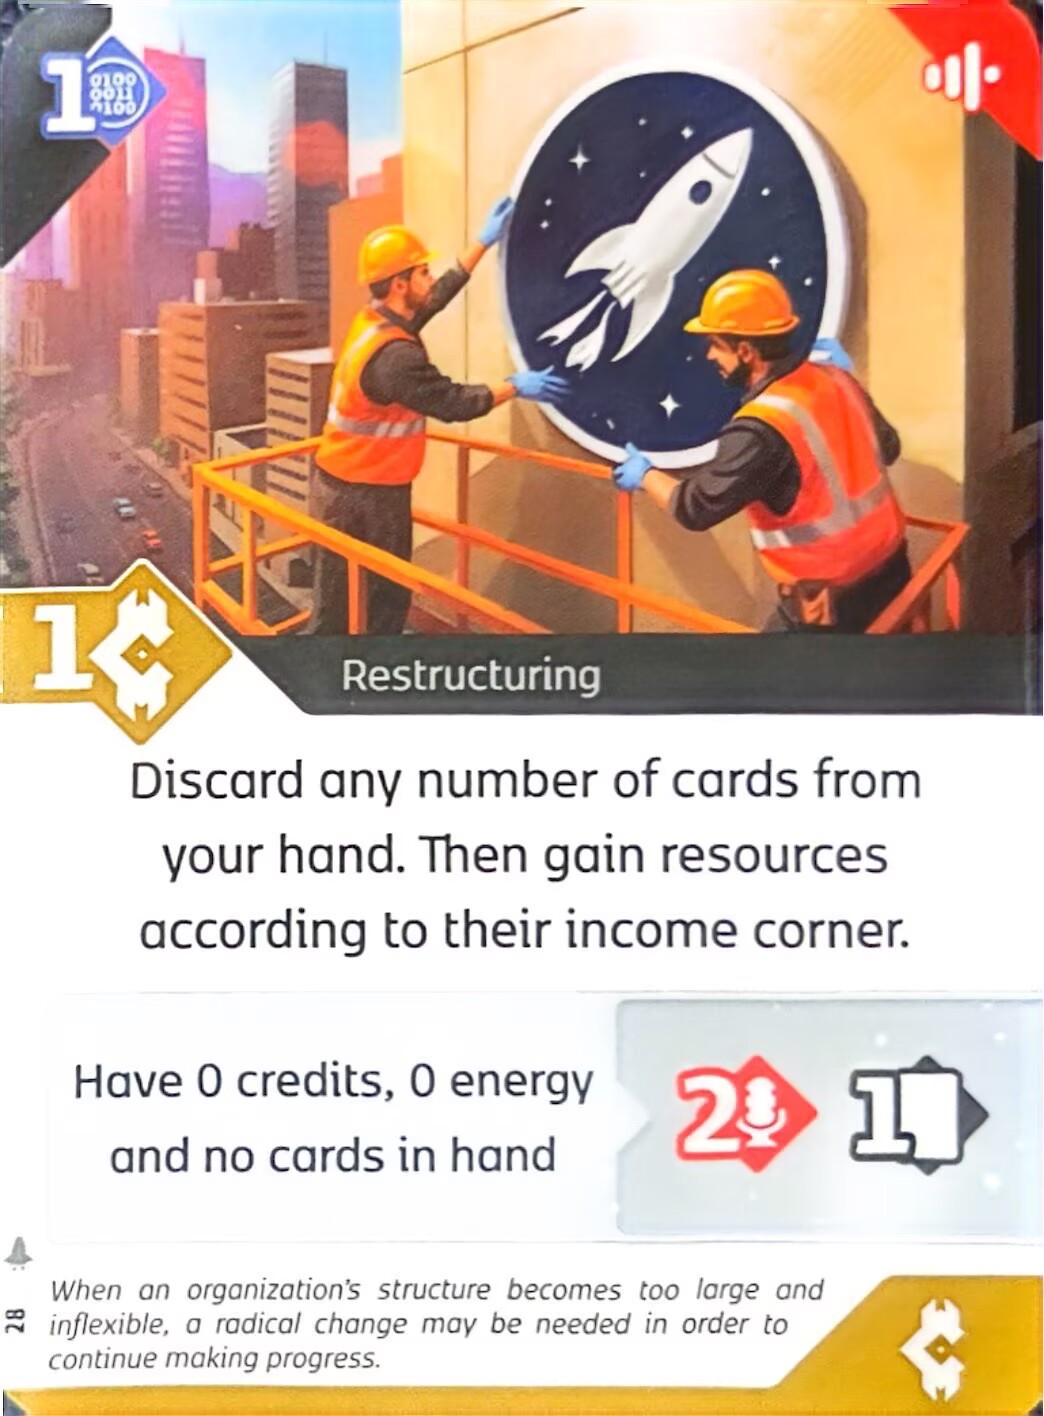 1
0100
0011
0100
1
Restructuring
Discard any number of cards from
your hand. Then gain resources
according to their income corner.
Have 0 credits, 0 energy
and no cards in hand
2 1
When an organization's structure becomes too large and
inflexible, a radical change may be needed in order to
continue making progress.
28